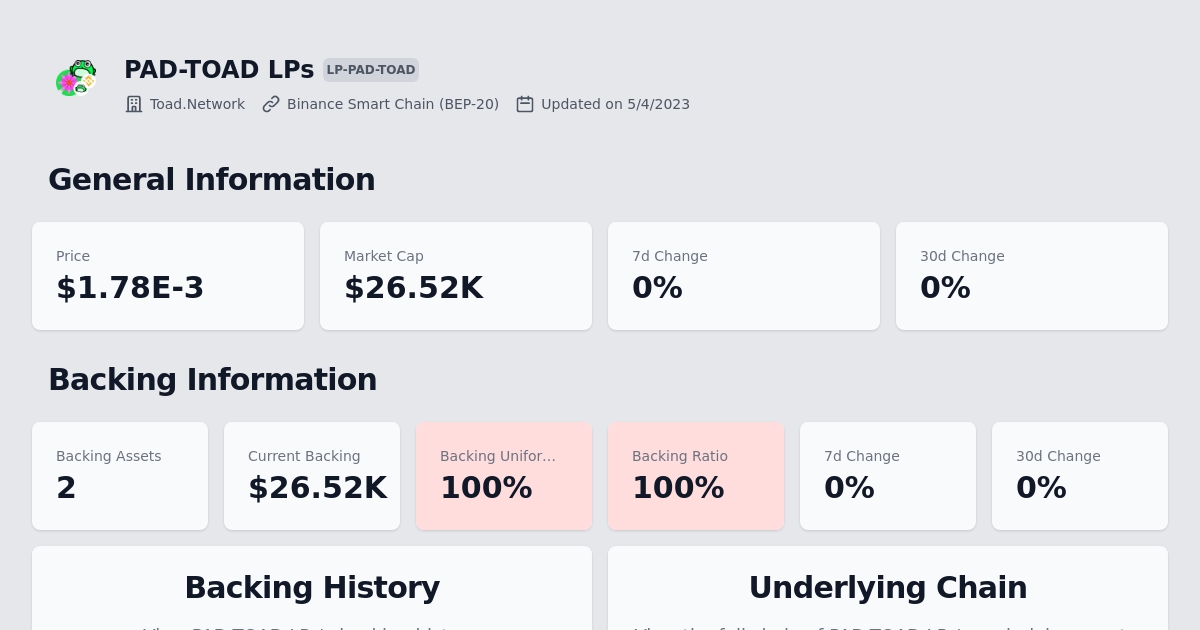 PAD-TOAD LPs LP-PAD-TOAD
Toad.Network Binance Smart Chain (BEP-20) Updated on 5/4/2023
General Information
Price Market Cap 7d Change 30d Change
$1.78E-3 $26.52K 0% 0%
Backing Information
Backing Assets Current Backing Backing Unifor... Backing Ratio 7d Change 30d Change
2 $26.52K 100% 100% 0% 0%
Backing History Underlying Chain